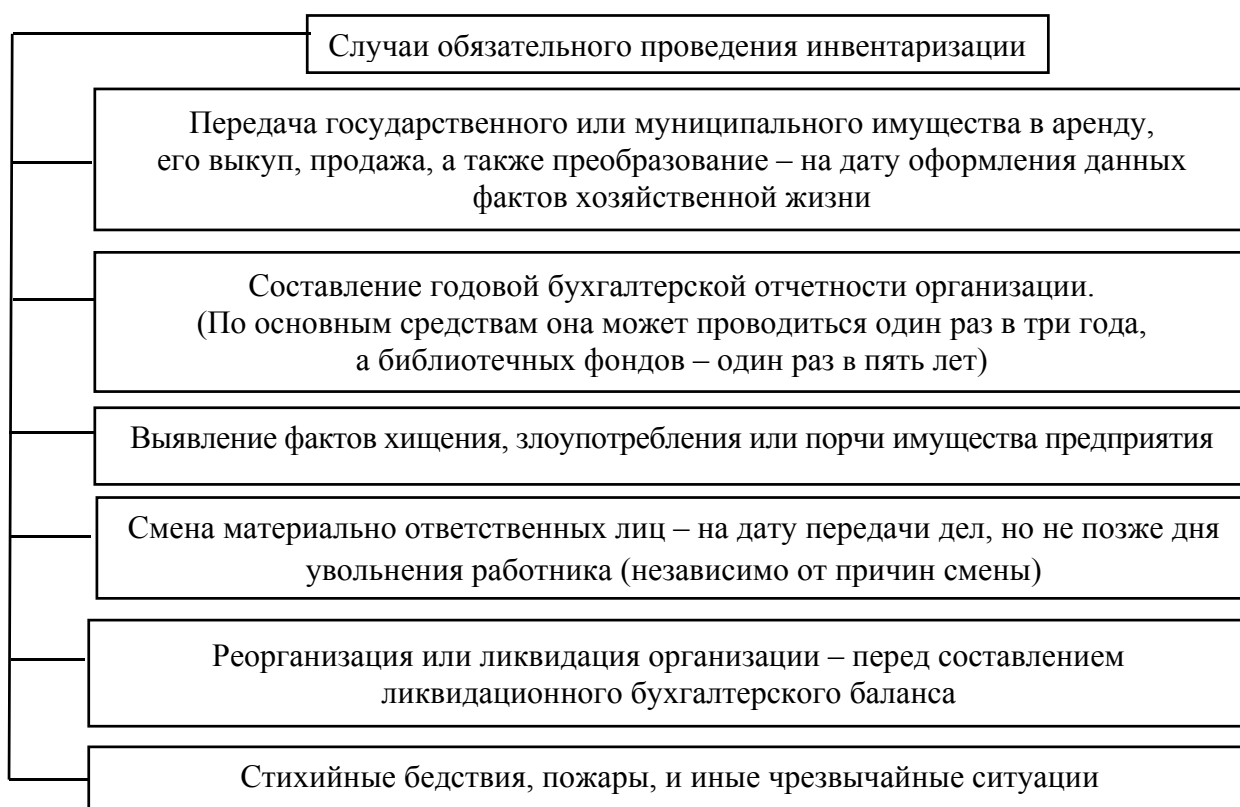 Случаи обязательного проведения инвентаризации
Передача государственного или муниципального имущества в аренду,
его выкуп, продажа, а также преобразование – на дату оформления данных
фактов хозяйственной жизни
Составление годовой бухгалтерской отчетности организации.
(По основным средствам она может проводиться один раз в три года,
а библиотечных фондов – один раз в пять лет)
Выявление фактов хищения, злоупотребления или порчи имущества предприятия
Смена материально ответственных лиц – на дату передачи дел, но не позже дня
увольнения работника (независимо от причин смены)
Реорганизация или ликвидация организации – перед составлением
ликвидационного бухгалтерского баланса
Стихийные бедствия, пожары, и иные чрезвычайные ситуации